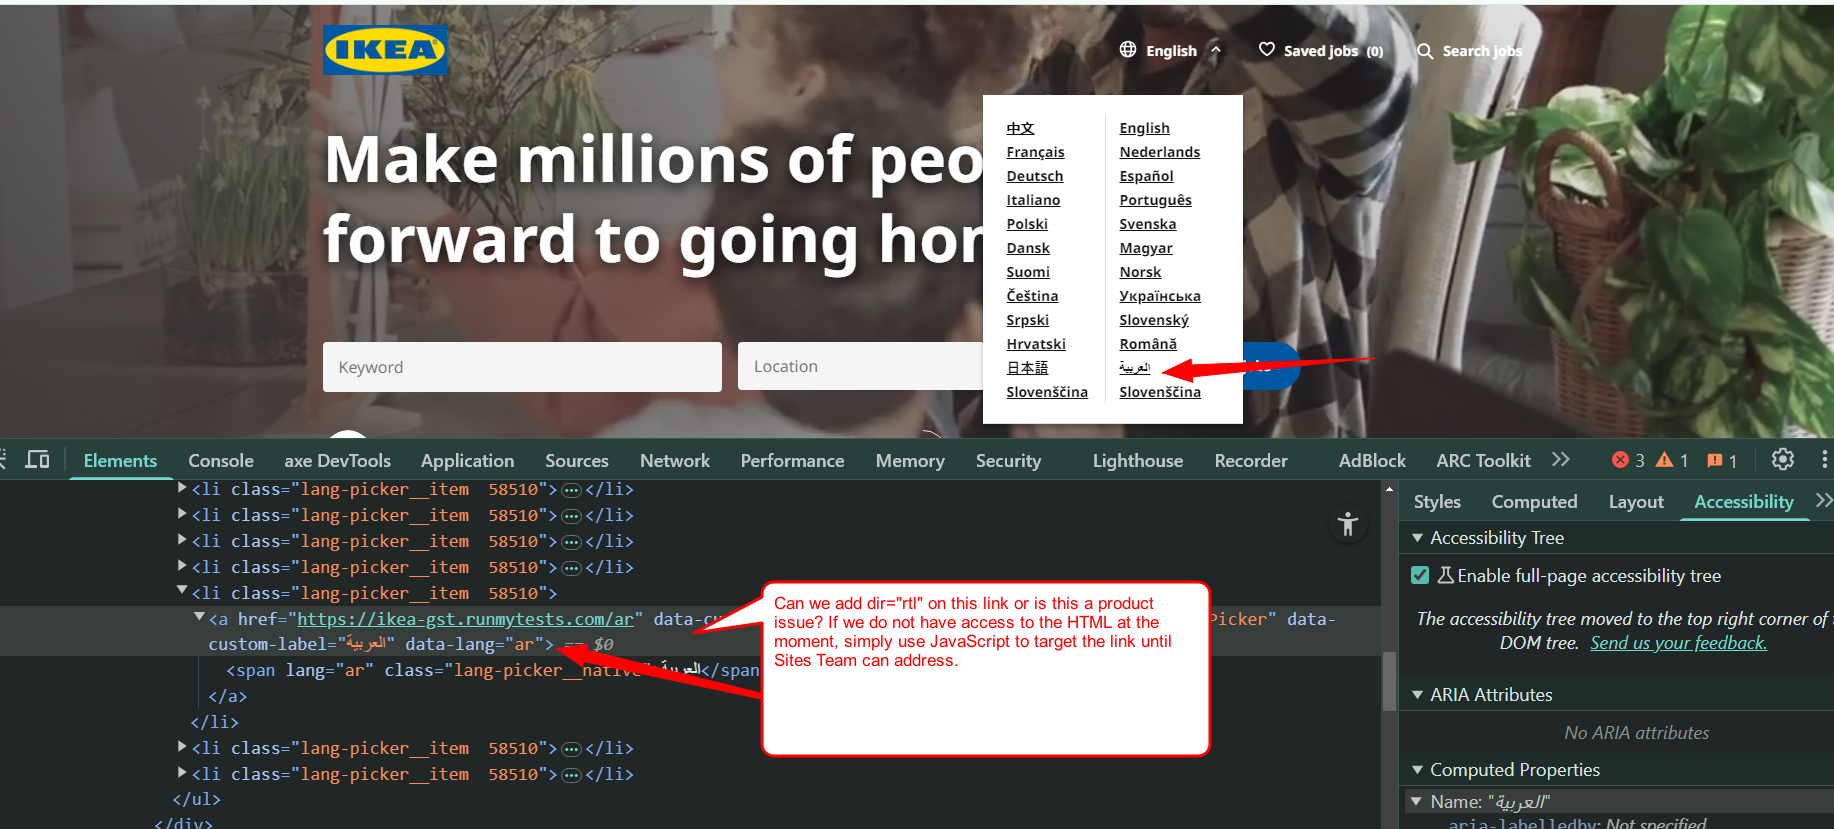 IKEA
English
Saved jobs (0)
Search jobs
Make millions of peo
forward to going hor
中文
Français
Deutsch
Italiano
Polski
Dansk
Suomi
Čeština
Srpski
Hrvatski
日本語
Slovenščina
English
Nederlands
Español
Português
Svenska
Magyar
Norsk
Українська
Slovenský
Română
العربية
Slovenščina
Keyword
Location
Elements Console axe DevTools Application Sources Network Performance Memory Security Lighthouse Recorder AdBlock ARC Toolkit 3 1 1
<li class="lang-picker__item 58510"> … </li>
<li class="lang-picker__item 58510"> … </li>
<li class="lang-picker__item 58510"> … </li>
<li class="lang-picker__item 58510"> … </li>
<li class="lang-picker__item 58510">
<a href="https://ikea-gst.runmytests.com/ar" data-cu Picker" data-
custom-label="العربية" data-lang="ar"> == $0
<span lang="ar" class="lang-picker__native">العربية</span
</a>
</li>
<li class="lang-picker__item 58510"> … </li>
<li class="lang-picker__item 58510"> … </li>
</ul>
</div>
Can we add dir="rtl" on this link or is this a product
issue? If we do not have access to the HTML at the
moment, simply use JavaScript to target the link until
Sites Team can address.
Styles Computed Layout Accessibility
Accessibility Tree
Enable full-page accessibility tree
The accessibility tree moved to the top right corner of t
DOM tree. Send us your feedback.
ARIA Attributes
No ARIA attributes
Computed Properties
Name: "العربية"
aria-labelledby: Not specified